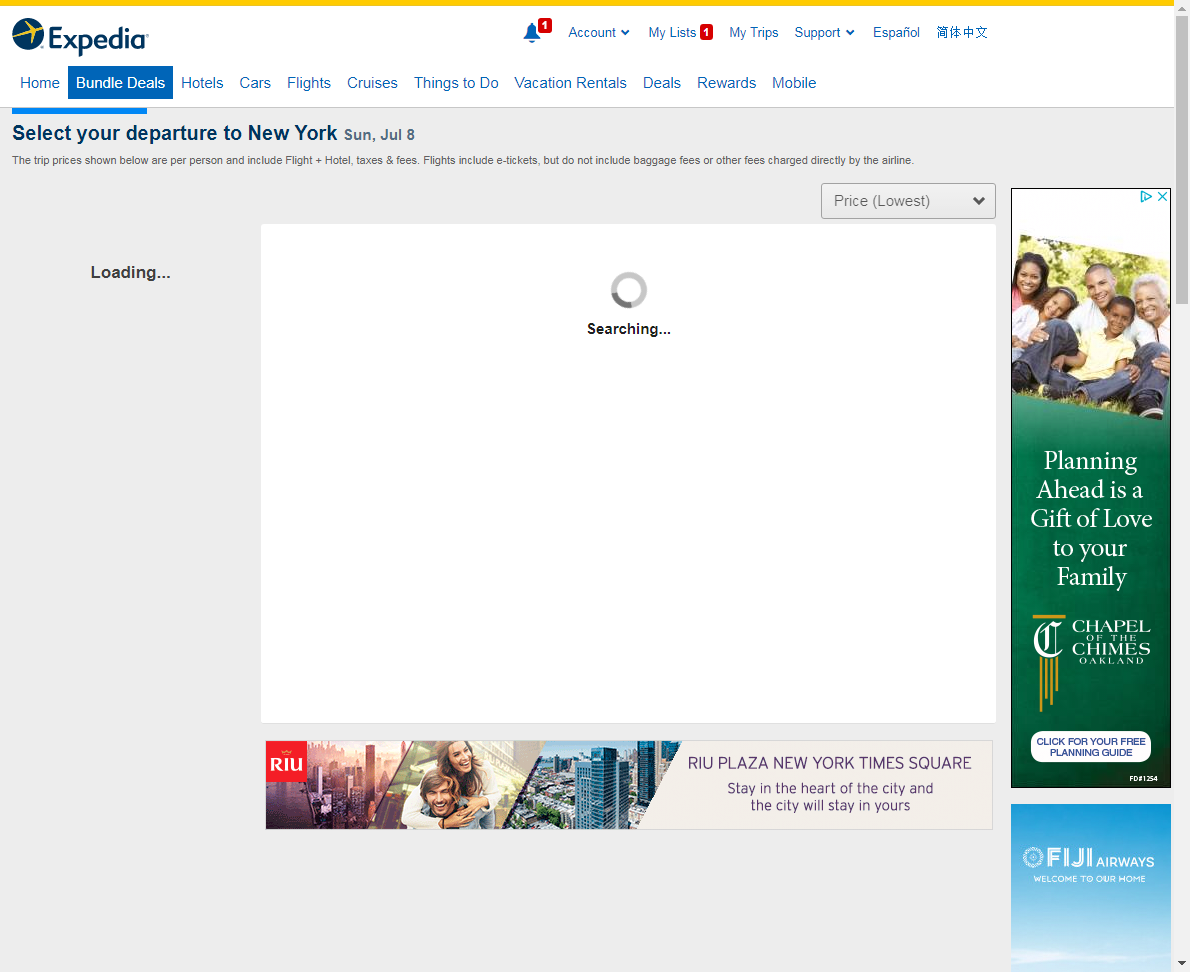 Expedia
1
Account
My Lists 1
My Trips
Support
Español
简体中文
Home
Bundle Deals
Hotels
Cars
Flights
Cruises
Things to Do
Vacation Rentals
Deals
Rewards
Mobile
Select your departure to New York Sun, Jul 8
The trip prices shown below are per person and include Flight + Hotel, taxes & fees. Flights include e-tickets, but do not include baggage fees or other fees charged directly by the airline.
Price (Lowest)
Loading...
Searching...
Planning
Ahead is a
Gift of Love
to your
Family
CHAPEL
OF THE
CHIMES
OAKLAND
CLICK FOR YOUR FREE
PLANNING GUIDE
FD#1254
RIU
RIU PLAZA NEW YORK TIMES SQUARE
Stay in the heart of the city and
the city will stay in yours
FIJI AIRWAYS
WELCOME TO OUR HOME